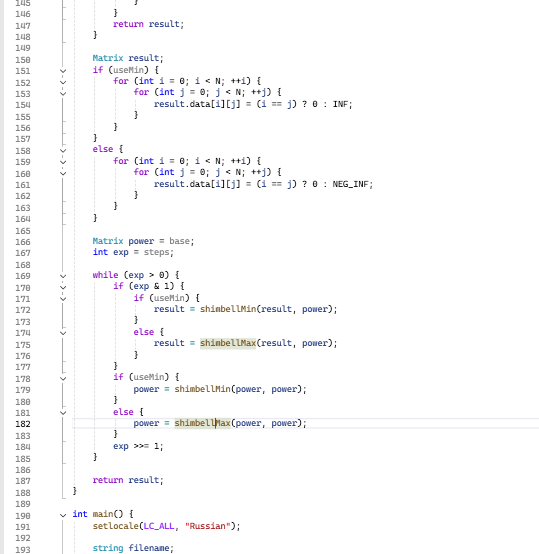 145 }
146 }
147 return result;
148 }
149
150 Matrix result;
151 if (useMin) {
152 for (int i = 0; i < N; ++i) {
153 for (int j = 0; j < N; ++j) {
154 result.data[i][j] = (i == j) ? 0 : INF;
155 }
156 }
157 }
158 else {
159 for (int i = 0; i < N; ++i) {
160 for (int j = 0; j < N; ++j) {
161 result.data[i][j] = (i == j) ? 0 : NEG_INF;
162 }
163 }
164 }
165
166 Matrix power = base;
167 int exp = steps;
168
169 while (exp > 0) {
170 if (exp & 1) {
171 if (useMin) {
172 result = shimbellMin(result, power);
173 }
174 else {
175 result = shimbellMax(result, power);
176 }
177 }
178 if (useMin) {
179 power = shimbellMin(power, power);
180 }
181 else {
182 power = shimbellMax(power, power);
183 }
184 exp >>= 1;
185 }
186
187 return result;
188 }
189
190 int main() {
191 setlocale(LC_ALL, "Russian");
192
193 string filename;